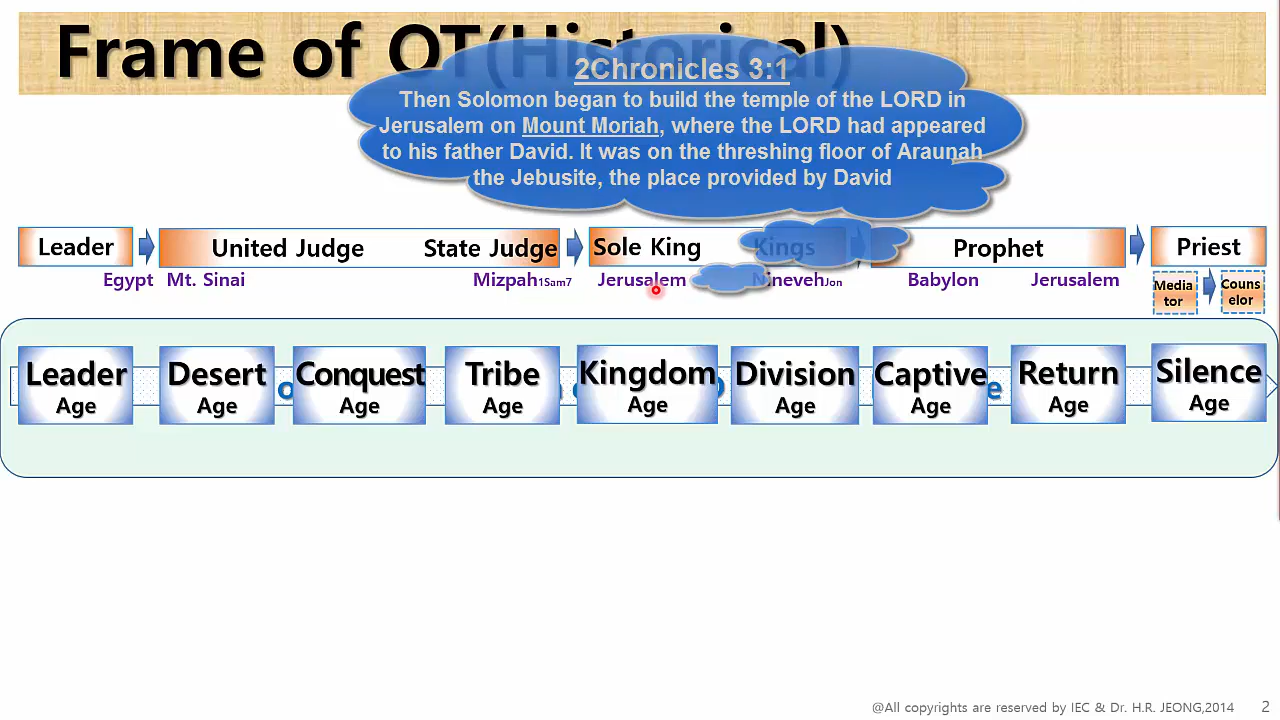 Frame of OT(Historical)
2Chronicles 3:1
Then Solomon began to build the temple of the LORD in
Jerusalem on Mount Moriah, where the LORD had appeared
to his father David. It was on the threshing floor of Araunah
the Jebusite, the place provided by David
Leader United Judge State Judge Sole King Kings Prophet Priest
Egypt Mt. Sinai Mizpah1Sam7 Jerusalem NinevehJon Babylon Jerusalem
Media Couns
tor elor
Leader Desert Conquest Tribe Kingdom Division Captive Return Silence
Age Age Age Age Age Age Age Age Age
@All copyrights are reserved by IEC & Dr. H.R. JEONG,2014 2